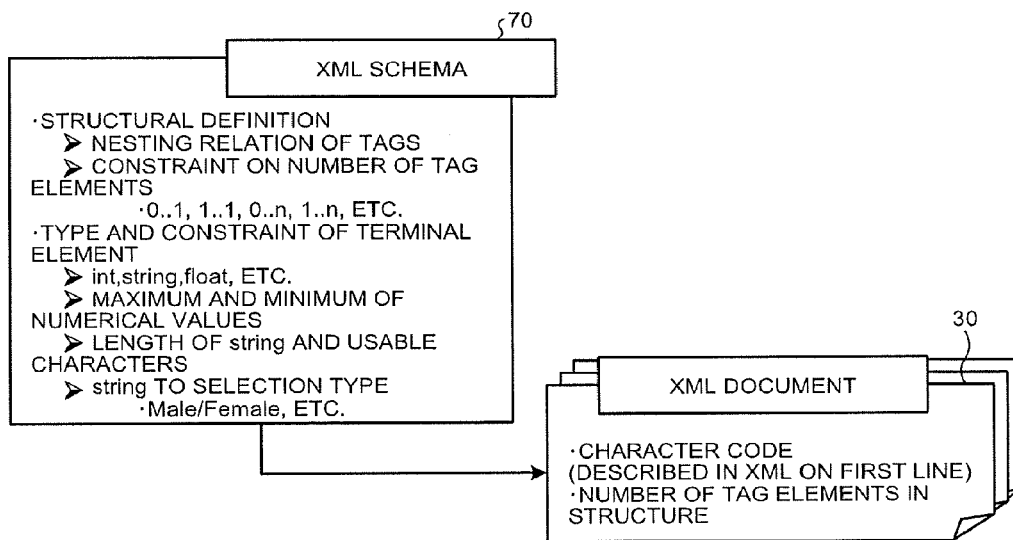 70
XML SCHEMA
·STRUCTURAL DEFINITION
➢ NESTING RELATION OF TAGS
➢ CONSTRAINT ON NUMBER OF TAG
ELEMENTS
·0..1, 1..1, 0..n, 1..n, ETC.
·TYPE AND CONSTRAINT OF TERMINAL
ELEMENT
➢ int,string,float, ETC.
➢ MAXIMUM AND MINIMUM OF
NUMERICAL VALUES
➢ LENGTH OF string AND USABLE
CHARACTERS
➢ string TO SELECTION TYPE
·Male/Female, ETC.
30
XML DOCUMENT
·CHARACTER CODE
(DESCRIBED IN XML ON FIRST LINE)
·NUMBER OF TAG ELEMENTS IN
STRUCTURE